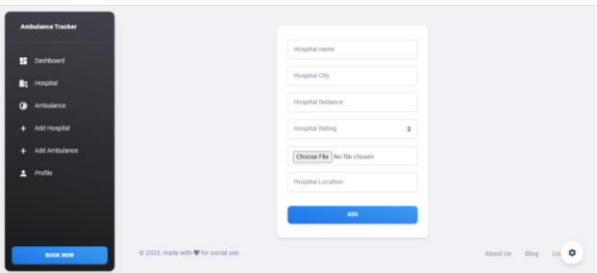 Ambulance Tracker
Dashboard
Hospital
Ambulance
Add Hospital
Add Ambulance
Profile
BOOK NOW
Hospital name
Hospital City
Hospital Distance
Hospital Rating
Choose File No file chosen
Hospital Location
ADD
© 2023, made with for social use.
About Us Blog